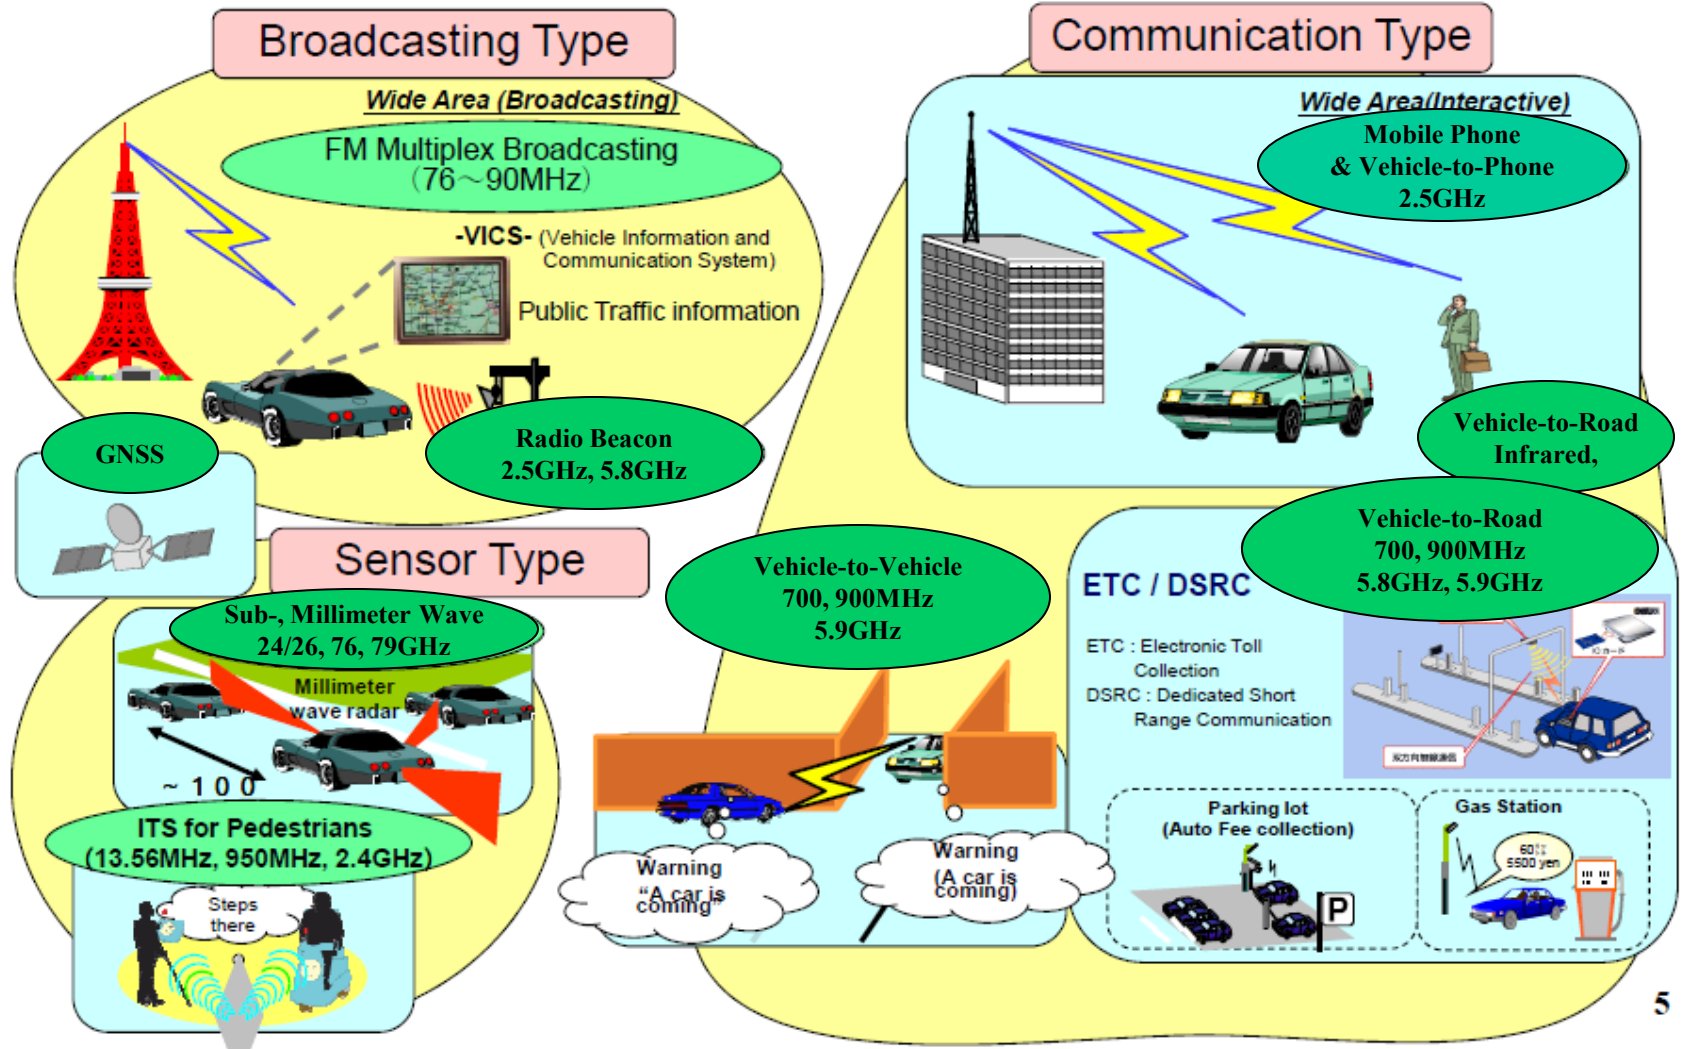 Broadcasting Type
Wide Area (Broadcasting)
FM Multiplex Broadcasting
(76～90MHz)
-VICS- (Vehicle Information and
Communication System)
Public Traffic information
Radio Beacon
2.5GHz, 5.8GHz
GNSS
Communication Type
Wide Area(Interactive)
Mobile Phone
& Vehicle-to-Phone
2.5GHz
Vehicle-to-Road
Infrared,
Vehicle-to-Road
700, 900MHz
5.8GHz, 5.9GHz
Sensor Type
Sub-, Millimeter Wave
24/26, 76, 79GHz
Millimeter
wave radar
～１００
ITS for Pedestrians
(13.56MHz, 950MHz, 2.4GHz)
Steps
there
Vehicle-to-Vehicle
700, 900MHz
5.9GHz
Warning
“A car is
coming”
Warning
(A car is
coming)
ETC / DSRC
ETC : Electronic Toll
Collection
DSRC : Dedicated Short
Range Communication
Parking lot
(Auto Fee collection)
P
Gas Station
5500 yen
5